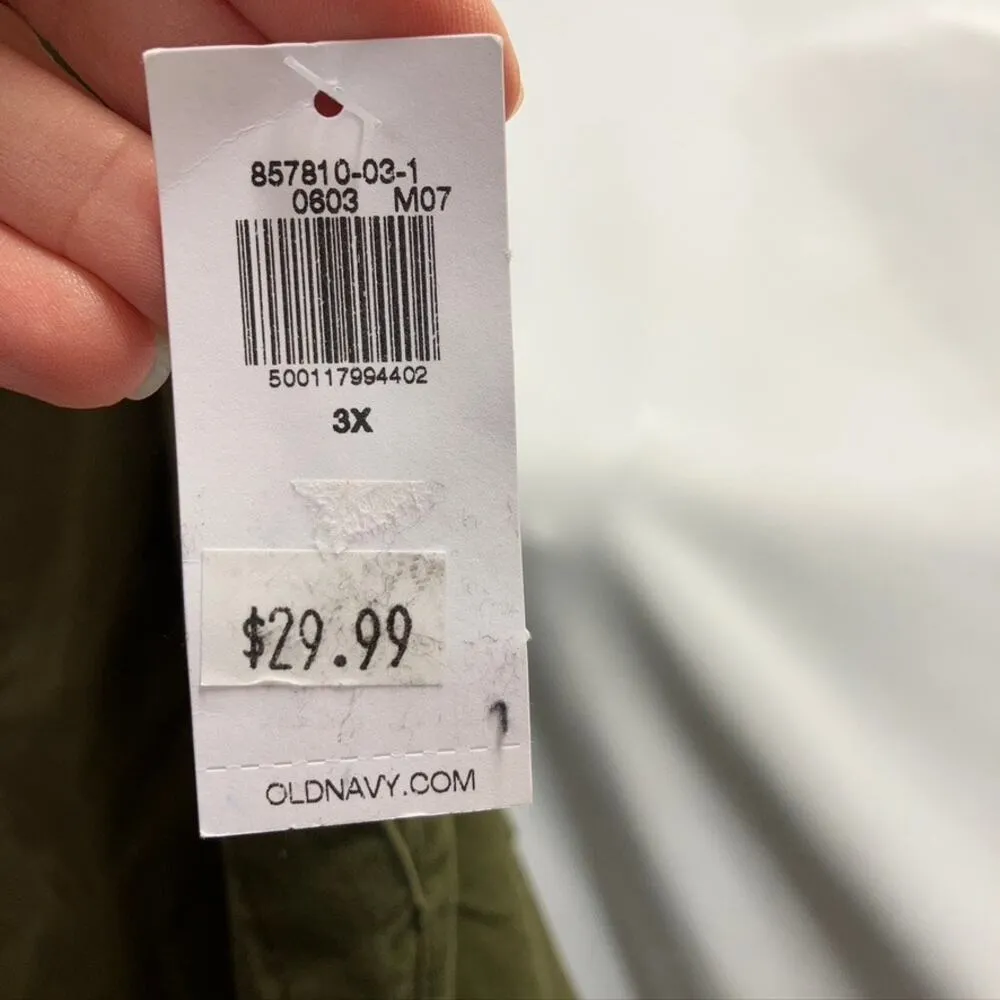 857810-03-1
0603 M07
500117994402
3X
$29.99
OLDNAVY.COM